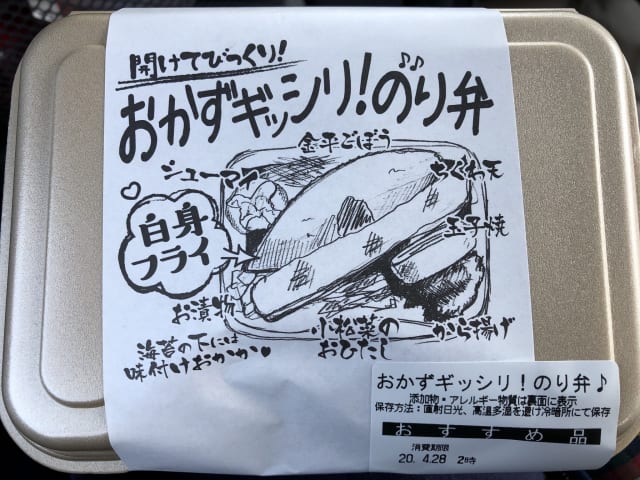 開けてびっくり!
おかずギッシリ!のり弁♪♪
金平ごぼう
シューマイ
ちくわ天
♡
白身
フライ
玉子焼
お漬物
小松菜の
おひたし
から揚げ
海苔の下には
味付けおかか♥
おかずギッシリ!のり弁♪
添加物・アレルギー物質は裏面に表示
保存方法:直射日光、高温多湿を避け冷暗所にて保存
おすすめ品
消費期限
20. 4.28 2時